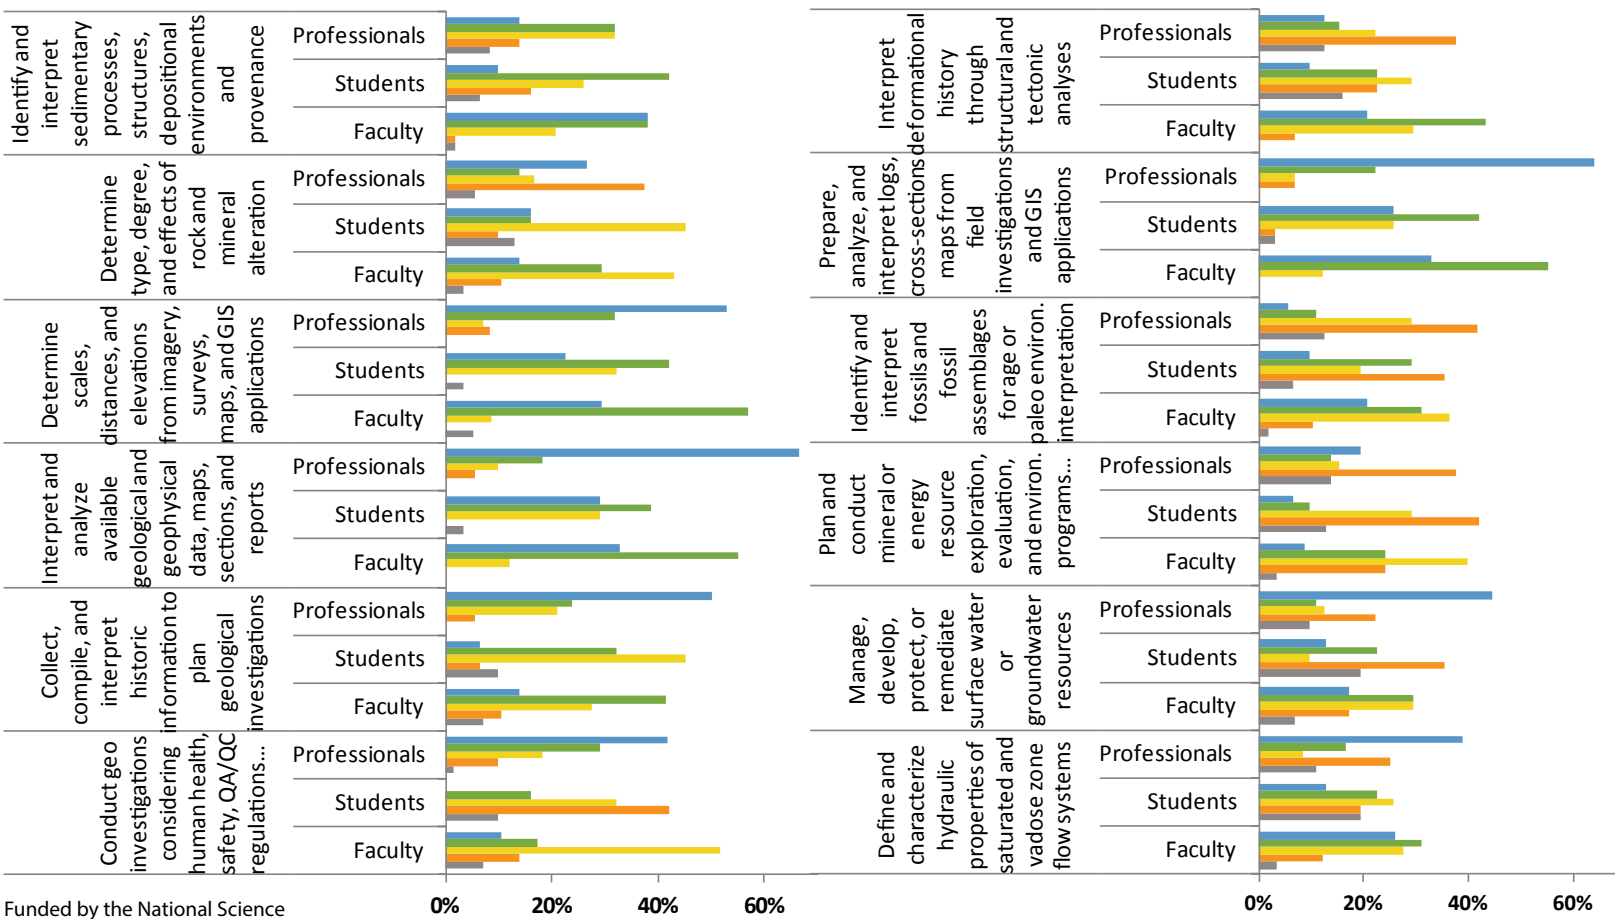 Identify and
interpret
sedimentary
processes,
structures,
depositional
environments
and
provenance
Professionals
Students
Faculty
Determine
type, degree,
and effects of
rock and
mineral
alteration
Professionals
Students
Faculty
Determine
scales,
distances, and
elevations
from imagery,
surveys,
maps, and GIS
applications
Professionals
Students
Faculty
Interpret and
analyze
available
geological and
geophysical
data, maps,
sections, and
reports
Professionals
Students
Faculty
Collect,
compile, and
interpret
historic
information to
plan
geological
investigations
Professionals
Students
Faculty
Conduct geo
investigations
considering
human health,
safety, QA/QC
regulations...
Professionals
Students
Faculty
0% 20% 40% 60%
Funded by the National Science
Interpret
deformational
history
through
structural and
tectonic
analyses
Professionals
Students
Faculty
Prepare,
analyze, and
interpret logs,
cross-sections
maps from
field
investigations
and GIS
applications
Professionals
Students
Faculty
Identify and
interpret
fossils and
fossil
assemblages
for age or
paleo environ.
interpretation
Professionals
Students
Faculty
Plan and
conduct
mineral or
energy
resource
exploration,
evaluation,
and environ.
programs...
Professionals
Students
Faculty
Manage,
develop,
protect, or
remediate
surface water
or
groundwater
resources
Professionals
Students
Faculty
Define and
characterize
hydraulic
properties of
saturated and
vadose zone
flow systems
Professionals
Students
Faculty
0% 20% 40% 60%